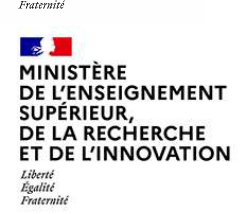 Fraternité
MINISTÈRE
DE L'ENSEIGNEMENT
SUPÉRIEUR,
DE LA RECHERCHE
ET DE L'INNOVATION
Liberté
Égalité
Fraternité